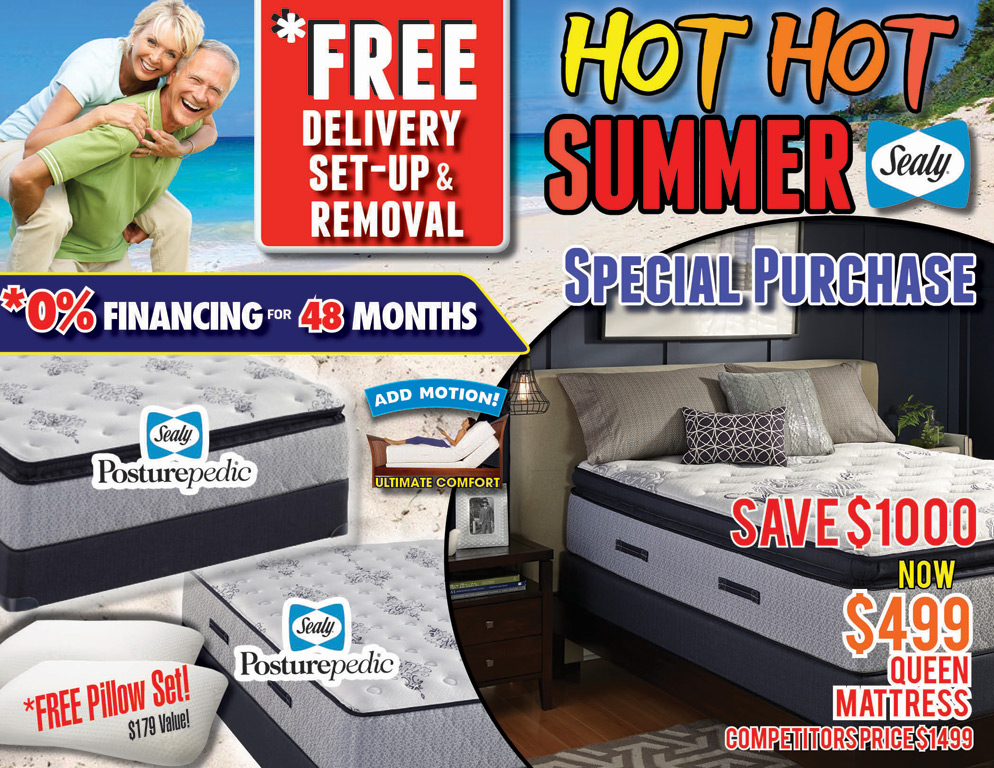 *FREE
DELIVERY
SET-UP &
REMOVAL
HOT HOT
SUMMER
Sealy
SPECIAL PURCHASE
*0% FINANCING FOR 48 MONTHS
ADD MOTION!
ULTIMATE COMFORT
Sealy
Posturepedic
Sealy
Posturepedic
*FREE Pillow Set!
$179 Value!
SAVE $1000
NOW
$499
QUEEN
MATTRESS
COMPETITORS PRICE $1499